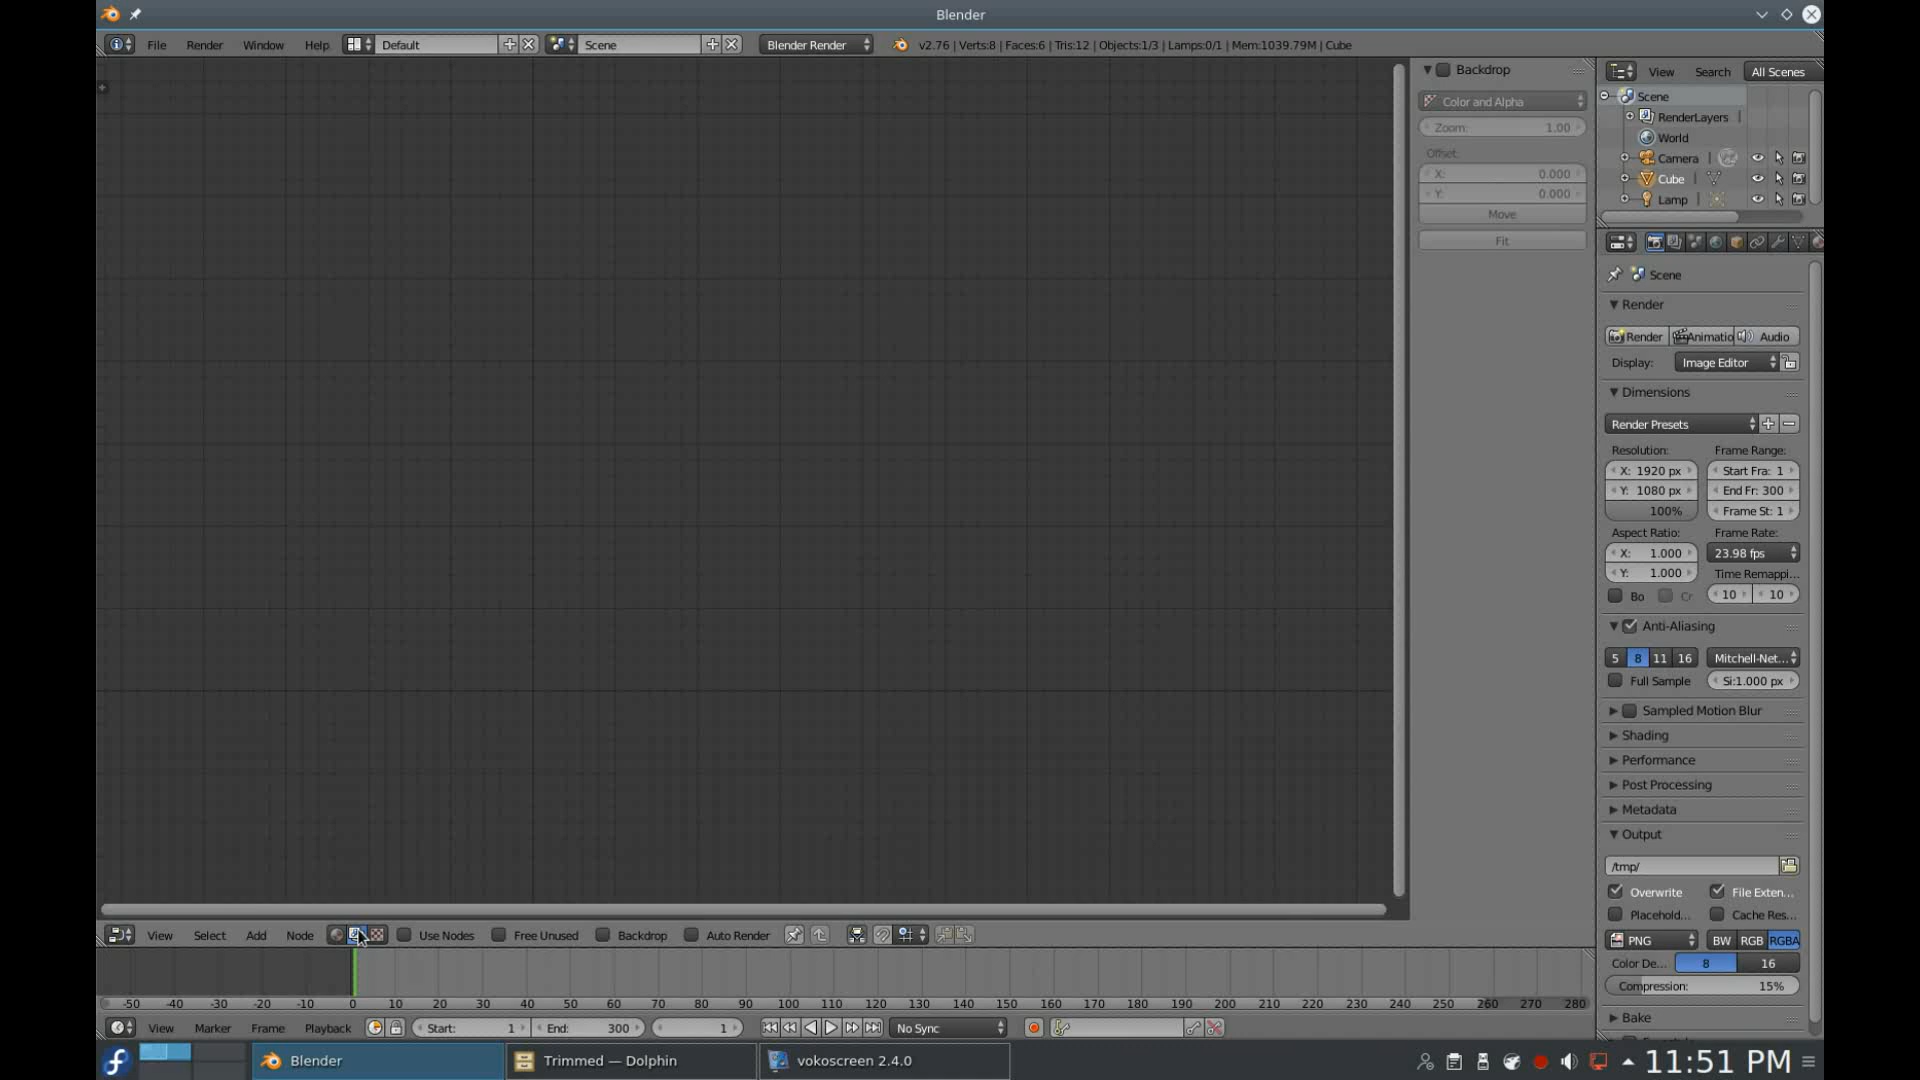 Blender
File Render Window Help Default Scene Blender Render v2.76 | Verts:8 | Faces:6 | Tris:12 | Objects:1/3 | Lamps:0/1 | Mem:1039.79M | Cube
Backdrop
Color and Alpha
Zoom: 1.00
Offset:
X: 0.000
Y: 0.000
Move
Fit
View Search All Scenes
Scene
RenderLayers
World
Camera
Cube
Lamp
Scene
Render
Render Animatio Audio
Display: Image Editor
Dimensions
Render Presets
Resolution: Frame Range:
X: 1920 px Start Fra: 1
Y: 1080 px End Fr: 300
100% Frame St: 1
Aspect Ratio: Frame Rate:
X: 1.000 23.98 fps
Y: 1.000 Time Remappi...
Bo Cr 10 10
Anti-Aliasing
5 8 11 16 Mitchell-Net...
Full Sample Si:1.000 px
Sampled Motion Blur
Shading
Performance
Post Processing
Metadata
Output
/tmp/
Overwrite File Exten...
Placehold... Cache Res...
PNG BW RGB RGBA
Color De... 8 16
Compression: 15%
Bake
View Select Add Node Use Nodes Free Unused Backdrop Auto Render
-50 -40 -30 -20 -10 0 10 20 30 40 50 60 70 80 90 100 110 120 130 140 150 160 170 180 190 200 210 220 230 240 250 260 270 280
View Marker Frame Playback Start: 1 End: 300 1 No Sync
Blender Trimmed — Dolphin vokoscreen 2.4.0 11:51 PM